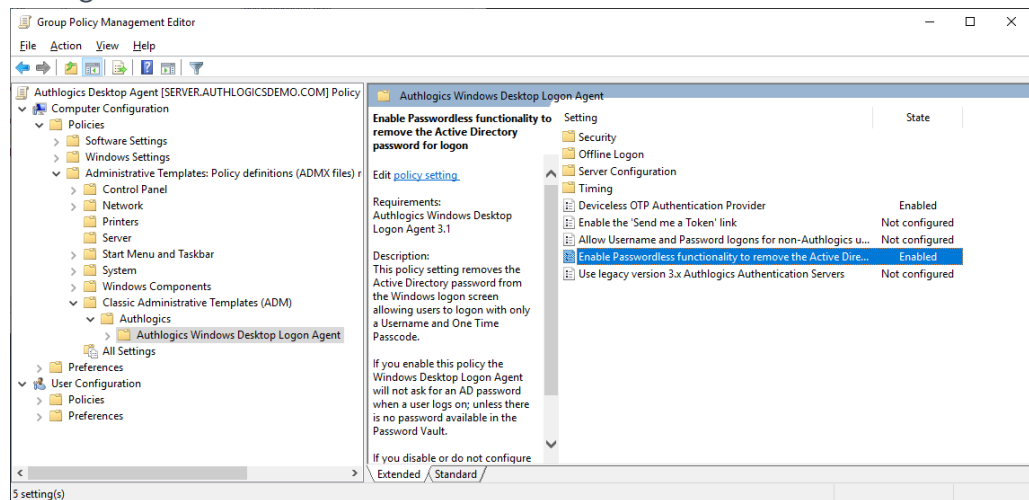 Group Policy Management Editor
File Action View Help
Authlogics Desktop Agent [SERVER.AUTHLOGICSDEMO.COM] Policy
Computer Configuration
Policies
Software Settings
Windows Settings
Administrative Templates: Policy definitions (ADMX files) r
Control Panel
Network
Printers
Server
Start Menu and Taskbar
System
Windows Components
Classic Administrative Templates (ADM)
Authlogics
Authlogics Windows Desktop Logon Agent
All Settings
Preferences
User Configuration
Policies
Preferences
Authlogics Windows Desktop Logon Agent
Enable Passwordless functionality to
remove the Active Directory
password for logon
Edit policy setting
Requirements:
Authlogics Windows Desktop
Logon Agent 3.1
Description:
This policy setting removes the
Active Directory password from
the Windows logon screen
allowing users to logon with only
a Username and One Time
Passcode.
If you enable this policy the
Windows Desktop Logon Agent
will not ask for an AD password
when a user logs on; unless there
is no password available in the
Password Vault.
If you disable or do not configure
Setting State
Security
Offline Logon
Server Configuration
Timing
Deviceless OTP Authentication Provider Enabled
Enable the 'Send me a Token' link Not configured
Allow Username and Password logons for non-Authlogics u... Not configured
Enable Passwordless functionality to remove the Active Dire... Enabled
Use legacy version 3.x Authlogics Authentication Servers Not configured
Extended Standard
5 setting(s)